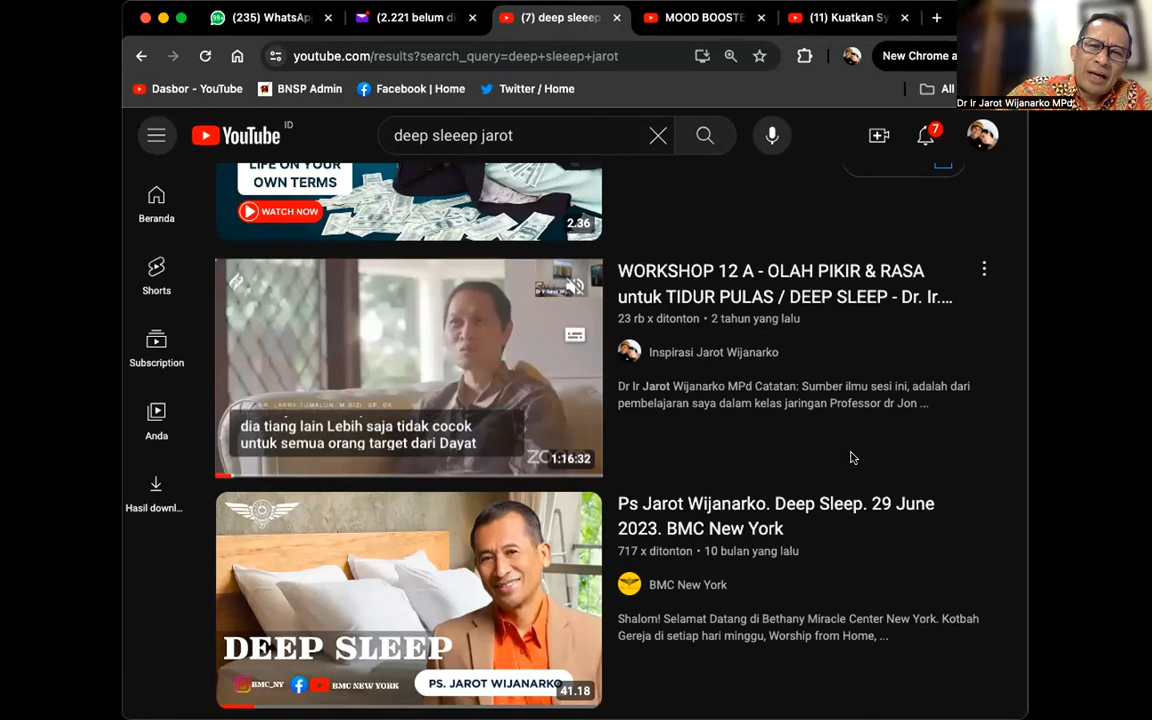 (235) WhatsAp
(2.221 belum di
(7) deep sleeep
MOOD BOOSTE
(11) Kuatkan Sy
youtube.com/results?search_query=deep+sleeep+jarot
New Chrome a
Dasbor - YouTube
BNSP Admin
Facebook | Home
Twitter / Home
All
Dr Ir Jarot Wijanarko MPd
YouTube ID
deep sleeep jarot
7
Beranda
Shorts
Subscription
Anda
Hasil downl...
LIFE ON YOUR
OWN TERMS
WATCH NOW
2.36
dia tiang lain Lebih saja tidak cocok
untuk semua orang target dari Dayat
1:16:32
WORKSHOP 12 A - OLAH PIKIR & RASA
untuk TIDUR PULAS / DEEP SLEEP - Dr. Ir....
23 rb x ditonton • 2 tahun yang lalu
Inspirasi Jarot Wijanarko
Dr Ir Jarot Wijanarko MPd Catatan: Sumber ilmu sesi ini, adalah dari
pembelajaran saya dalam kelas jaringan Professor dr Jon ...
DEEP SLEEP
BMC_NY
BMC NEW YORK
PS. JAROT WIJANARKO
41.18
Ps Jarot Wijanarko. Deep Sleep. 29 June
2023. BMC New York
717 x ditonton • 10 bulan yang lalu
BMC New York
Shalom! Selamat Datang di Bethany Miracle Center New York. Kotbah
Gereja di setiap hari minggu, Worship from Home, ...